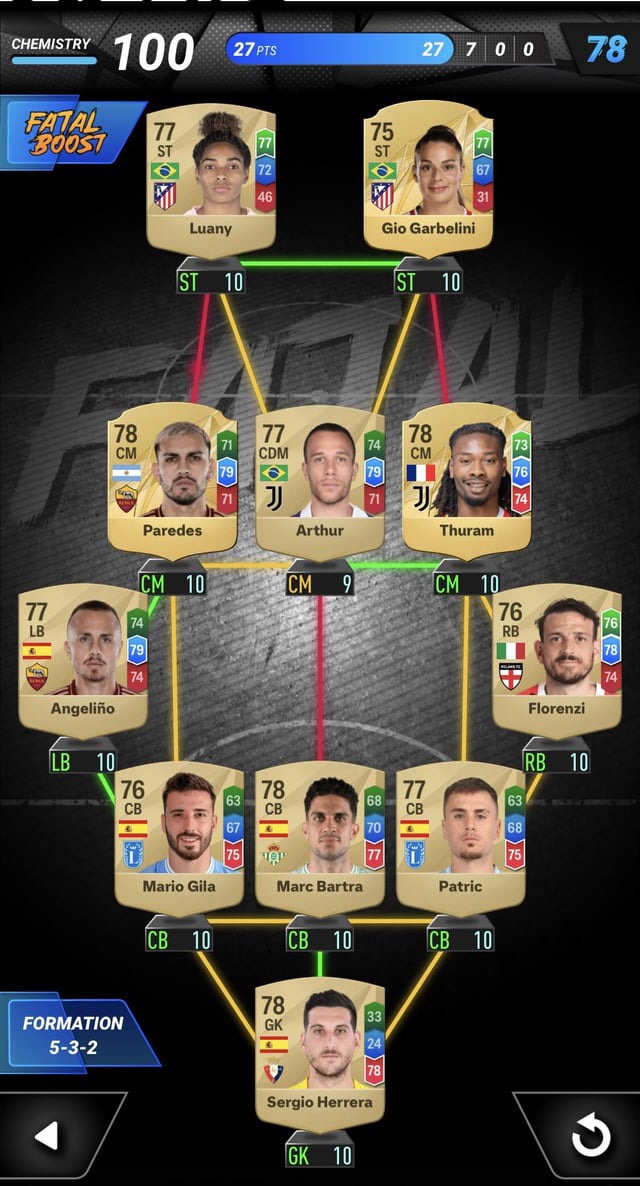 CHEMISTRY 100 27 PTS 27 7 0 0 78
FATAL
BOOST
77
ST
77
72
46
Luany
ST 10
75
ST
77
67
31
Gio Garbelini
ST 10
FATAL
78
CM
71
79
71
ROMA
Paredes
CM 10
77
CDM
74
79
71
Arthur
CM 9
78
CM
73
76
74
Thuram
CM 10
77
LB
74
79
74
ROMA
Angeliño
LB 10
76
RB
76
78
74
MILANO FC
Florenzi
RB 10
76
CB
63
67
75
L
Mario Gila
CB 10
78
CB
68
70
77
Marc Bartra
CB 10
77
CB
63
68
75
L
Patric
CB 10
78
GK
33
24
78
Sergio Herrera
GK 10
FORMATION
5-3-2